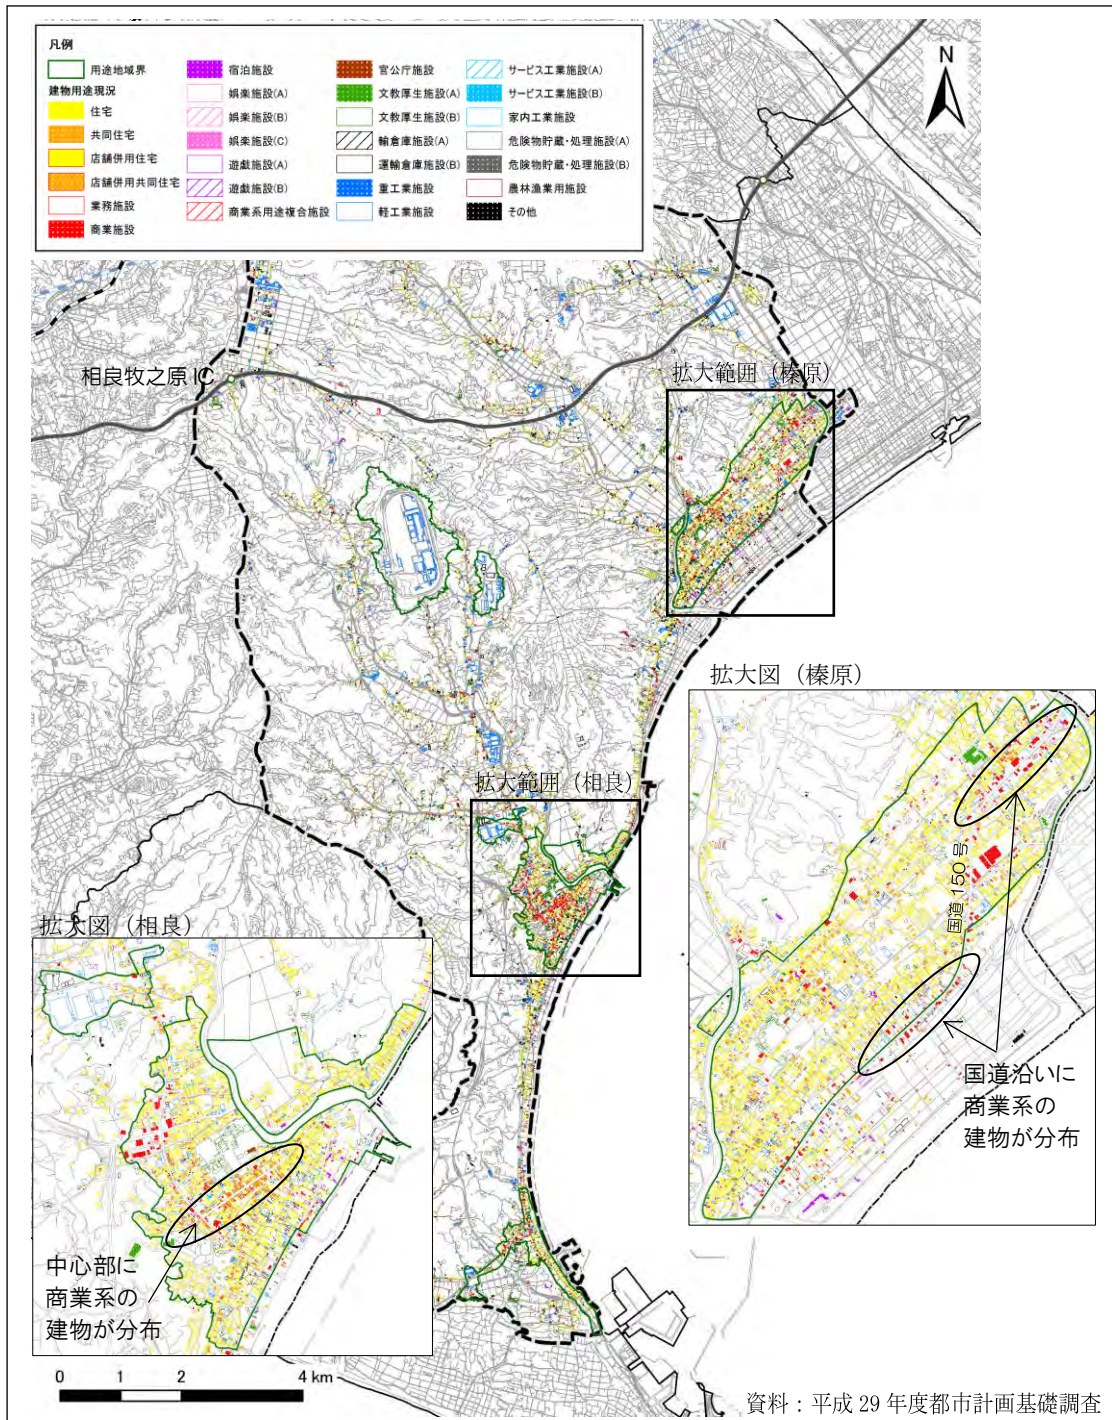 凡例
用途地域界
建物用途現況
住宅
共同住宅
店舗併用住宅
店舗併用共同住宅
業務施設
商業施設
宿泊施設
娯楽施設(A)
娯楽施設(B)
娯楽施設(C)
遊戯施設(A)
遊戯施設(B)
商業系用途複合施設
官公庁施設
文教厚生施設(A)
文教厚生施設(B)
輸倉庫施設(A)
運輸倉庫施設(B)
重工業施設
軽工業施設
サービス工業施設(A)
サービス工業施設(B)
家内工業施設
危険物貯蔵・処理施設(A)
危険物貯蔵・処理施設(B)
農林漁業用施設
その他
N
相良牧之原IC
拡大範囲（榛原）
拡大図（榛原）
国道150号
国道沿いに
商業系の
建物が分布
拡大範囲（相良）
拡大図（相良）
中心部に
商業系の
建物が分布
0 1 2 4 km
資料：平成29年度都市計画基礎調査